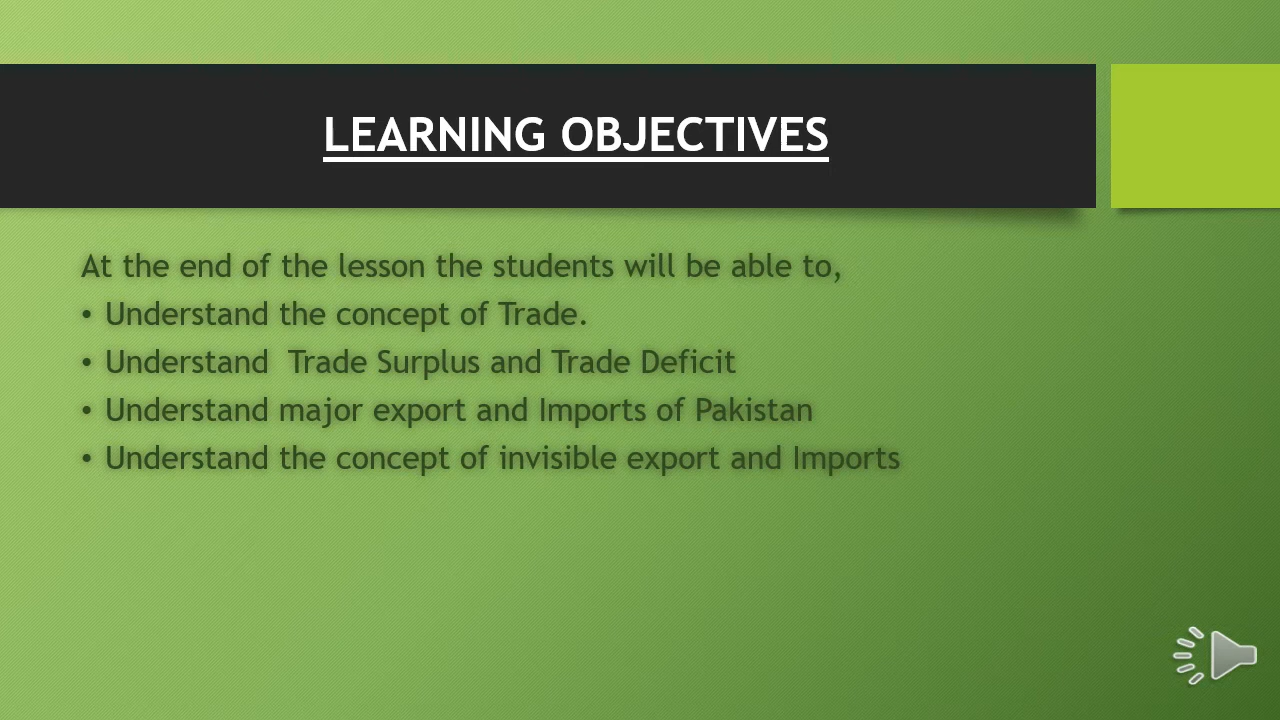 LEARNING OBJECTIVES
At the end of the lesson the students will be able to,
• Understand the concept of Trade.
• Understand  Trade Surplus and Trade Deficit
• Understand major export and Imports of Pakistan
• Understand the concept of invisible export and Imports